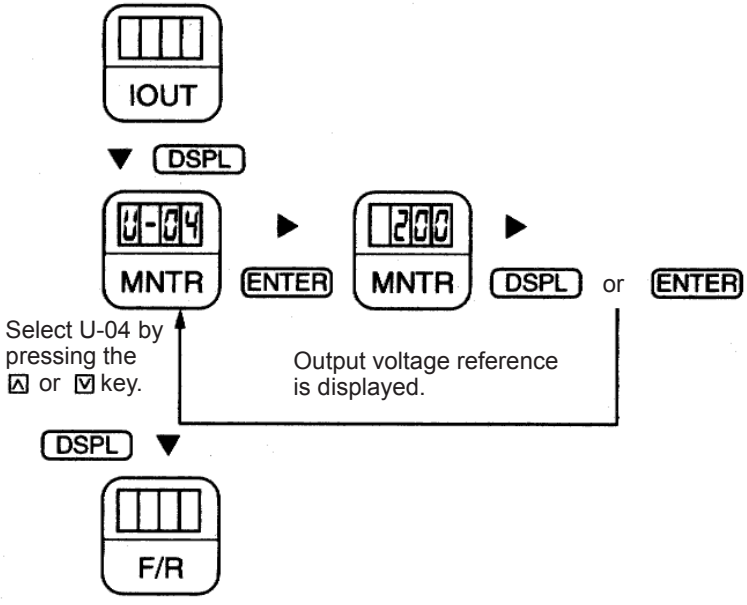 IOUT
DSPL
U-04
MNTR
ENTER
200
MNTR
DSPL or ENTER
Select U-04 by
pressing the
∧ or ∨ key.
Output voltage reference
is displayed.
DSPL
F/R